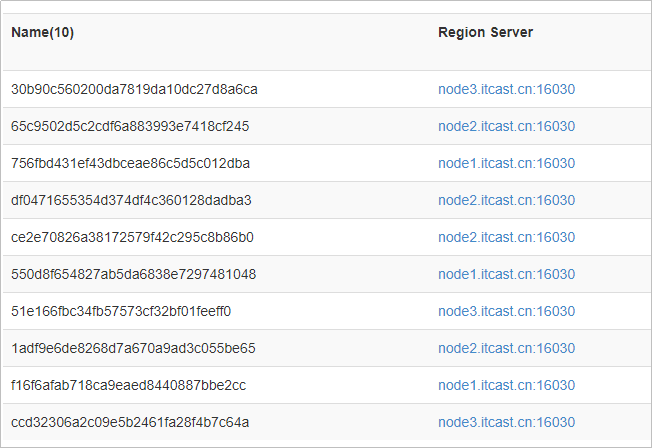 Name(10) Region Server
30b90c560200da7819da10dc27d8a6ca node3.itcast.cn:16030
65c9502d5c2cdf6a883993e7418cf245 node2.itcast.cn:16030
756fbd431ef43dbceae86c5d5c012dba node1.itcast.cn:16030
df0471655354d374df4c360128dadba3 node2.itcast.cn:16030
ce2e70826a38172579f42c295c8b86b0 node2.itcast.cn:16030
550d8f654827ab5da6838e7297481048 node1.itcast.cn:16030
51e166fbc34fb57573cf32bf01feeff0 node3.itcast.cn:16030
1adf9e6de8268d7a670a9ad3c055be65 node2.itcast.cn:16030
f16f6afab718ca9eaed8440887bbe2cc node1.itcast.cn:16030
ccd32306a2c09e5b2461fa28f4b7c64a node3.itcast.cn:16030